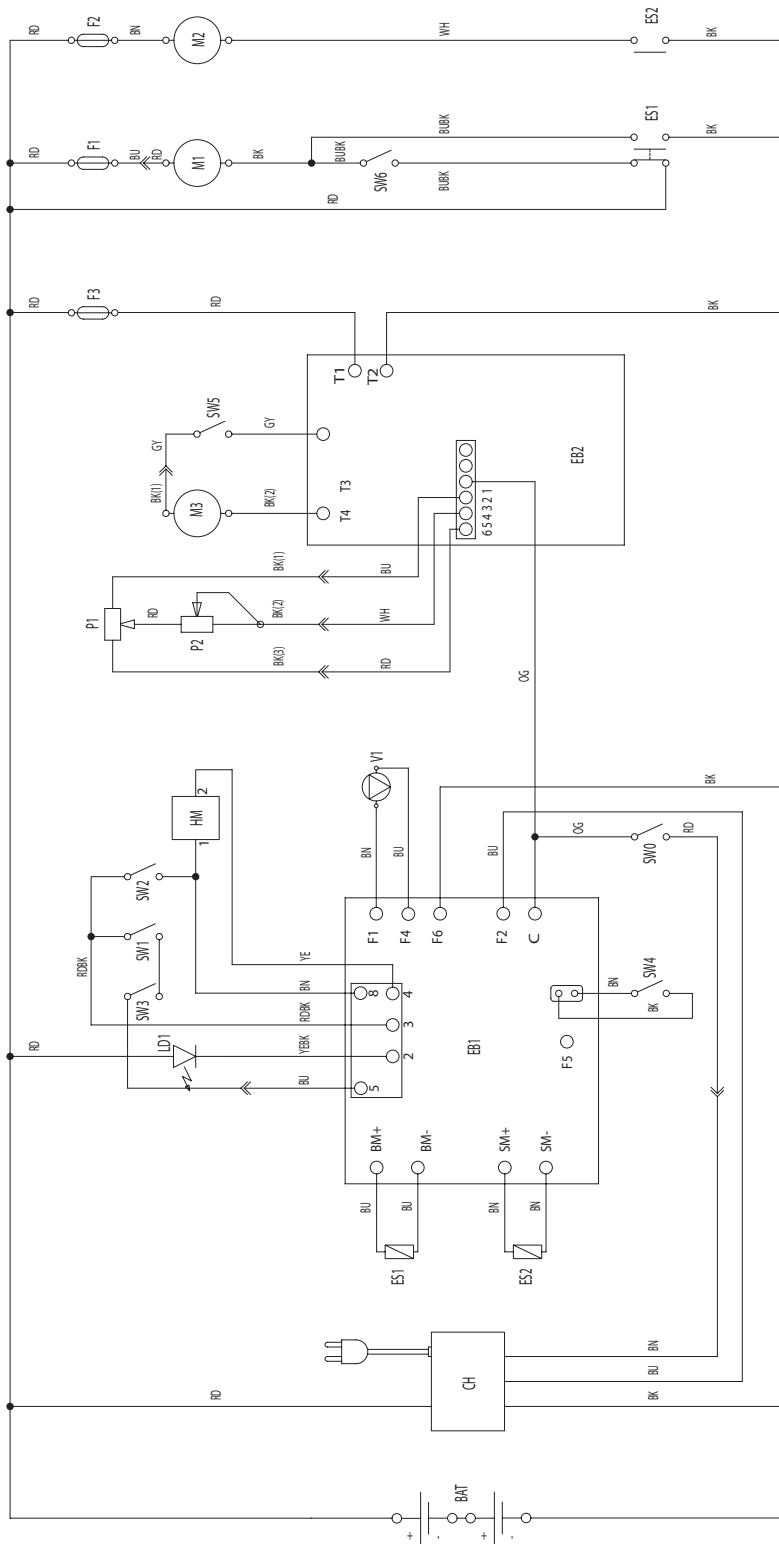 RD
F2
BN
M2
WH
ES2
BK
RD
F1
BU
RD
M1
BK
BUBK
BUBK
SW6
BUBK
ES1
BK
RD
RD
F3
RD
BK
T1
T2
SW5
GY
GY
BK(1)
M3
BK(2)
T3
T4
EB2
6 5 4 3 2 1
P1
BK(1)
BU
RD
P2
BK(2)
WH
BK(3)
RD
OG
HM
1
2
V1
BN
BU
BK
BU
OG
SW0
RD
SW2
SW1
SW3
RDBK
YE
BN
RDBK
YEBK
BU
RD
LD1
8
4
3
2
5
F1
F4
F6
F2
C
EB1
F5
BN
SW4
BK
BM+
BM-
SM+
SM-
BU
BU
BN
BN
ES1
ES2
RD
CH
BN
BU
BK
BAT
+
-
+
-